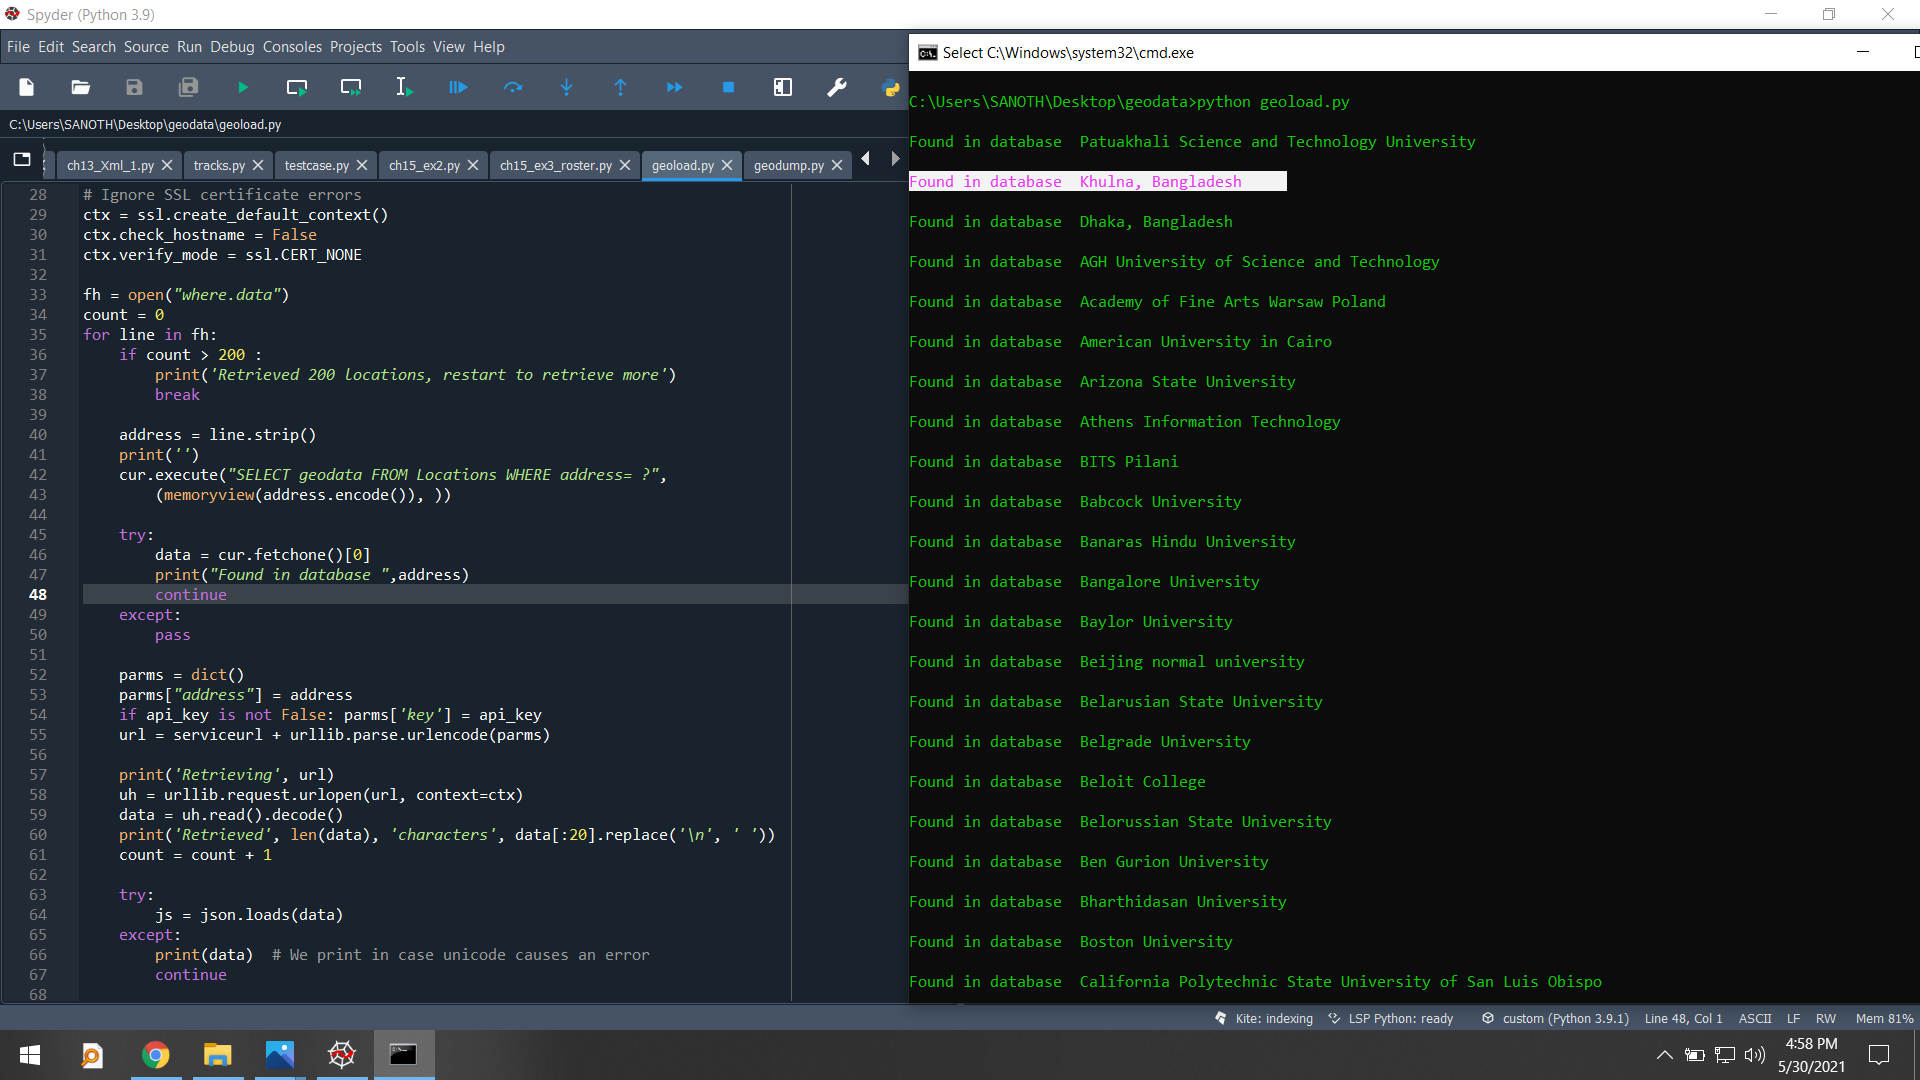 Spyder (Python 3.9)
File Edit Search Source Run Debug Consoles Projects Tools View Help
C:\Users\SANOTH\Desktop\geodata\geoload.py
ch13_Xml_1.py tracks.py testcase.py ch15_ex2.py ch15_ex3_roster.py geoload.py geodump.py
28 # Ignore SSL certificate errors
29 ctx = ssl.create_default_context()
30 ctx.check_hostname = False
31 ctx.verify_mode = ssl.CERT_NONE
32
33 fh = open("where.data")
34 count = 0
35 for line in fh:
36     if count > 200 :
37         print('Retrieved 200 locations, restart to retrieve more')
38         break
39
40     address = line.strip()
41     print('')
42     cur.execute("SELECT geodata FROM Locations WHERE address= ?",
43         (memoryview(address.encode()), ))
44
45     try:
46         data = cur.fetchone()[0]
47         print("Found in database ",address)
48         continue
49     except:
50         pass
51
52     parms = dict()
53     parms["address"] = address
54     if api_key is not False: parms['key'] = api_key
55     url = serviceurl + urllib.parse.urlencode(parms)
56
57     print('Retrieving', url)
58     uh = urllib.request.urlopen(url, context=ctx)
59     data = uh.read().decode()
60     print('Retrieved', len(data), 'characters', data[:20].replace('\n', ' '))
61     count = count + 1
62
63     try:
64         js = json.loads(data)
65     except:
66         print(data)  # We print in case unicode causes an error
67         continue
68
Select C:\Windows\system32\cmd.exe
C:\Users\SANOTH\Desktop\geodata>python geoload.py
Found in database  Patuakhali Science and Technology University
Found in database  Khulna, Bangladesh
Found in database  Dhaka, Bangladesh
Found in database  AGH University of Science and Technology
Found in database  Academy of Fine Arts Warsaw Poland
Found in database  American University in Cairo
Found in database  Arizona State University
Found in database  Athens Information Technology
Found in database  BITS Pilani
Found in database  Babcock University
Found in database  Banaras Hindu University
Found in database  Bangalore University
Found in database  Baylor University
Found in database  Beijing normal university
Found in database  Belarusian State University
Found in database  Belgrade University
Found in database  Beloit College
Found in database  Belorussian State University
Found in database  Ben Gurion University
Found in database  Bharthidasan University
Found in database  Boston University
Found in database  California Polytechnic State University of San Luis Obispo
Kite: indexing LSP Python: ready custom (Python 3.9.1) Line 48, Col 1 ASCII LF RW Mem 81%
4:58 PM
5/30/2021